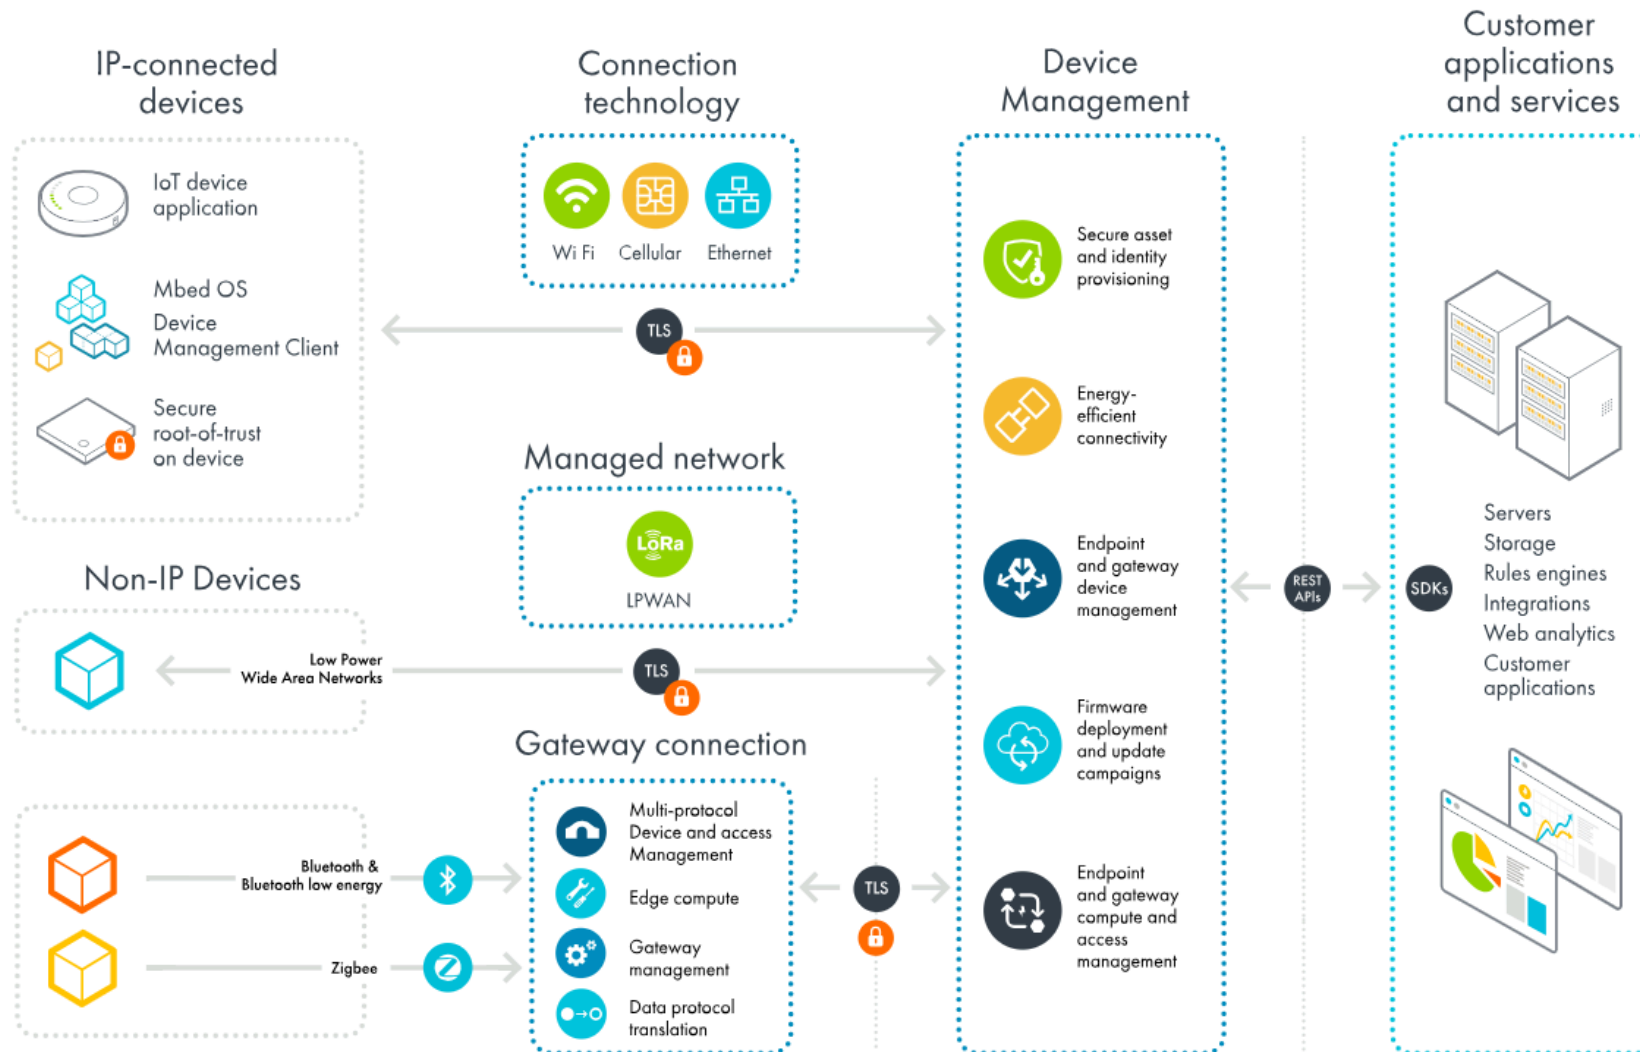 IP-connected
devices
IoT device
application
Mbed OS
Device
Management Client
Secure
root-of-trust
on device
Non-IP Devices
Low Power
Wide Area Networks
Bluetooth &
Bluetooth low energy
Zigbee
Connection
technology
Wi Fi
Cellular
Ethernet
TLS
Managed network
LoRa
LPWAN
TLS
Gateway connection
Multi-protocol
Device and access
Management
Edge compute
Gateway
management
Data protocol
translation
TLS
Device
Management
Secure asset
and identity
provisioning
Energy-
efficient
connectivity
Endpoint
and gateway
device
management
Firmware
deployment
and update
campaigns
Endpoint
and gateway
compute and
access
management
REST
APIs
Customer
applications
and services
SDKs
Servers
Storage
Rules engines
Integrations
Web analytics
Customer
applications